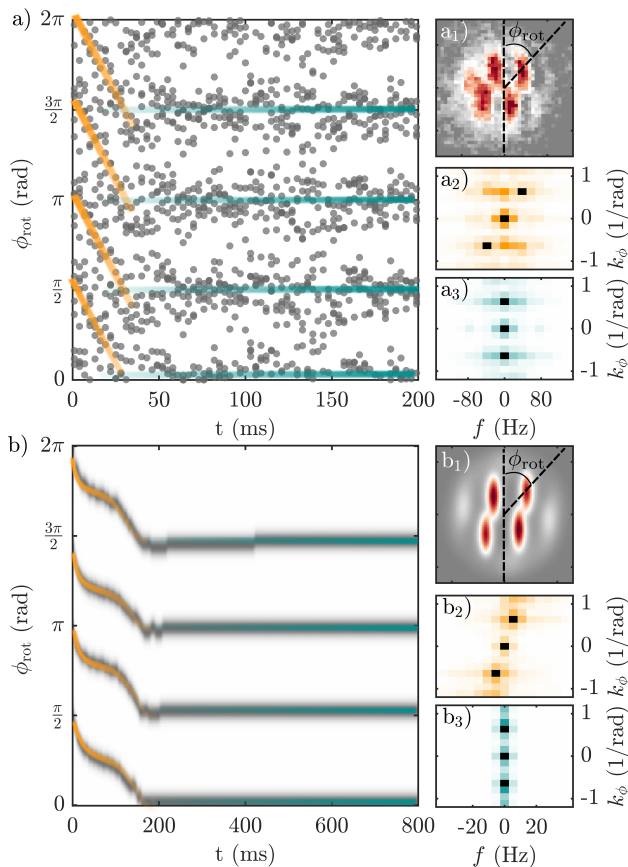 a)
2π
3π/2
π
π/2
0
ϕrot (rad)
0 50 100 150 200
t (ms)
a1)
ϕrot
a2)
1
0
-1
kϕ (1/rad)
a3)
1
0
-1
kϕ (1/rad)
-80 0 80
f (Hz)
b)
2π
3π/2
π
π/2
0
ϕrot (rad)
0 200 400 600 800
t (ms)
b1)
ϕrot
b2)
1
0
-1
kϕ (1/rad)
b3)
1
0
-1
kϕ (1/rad)
-20 0 20
f (Hz)